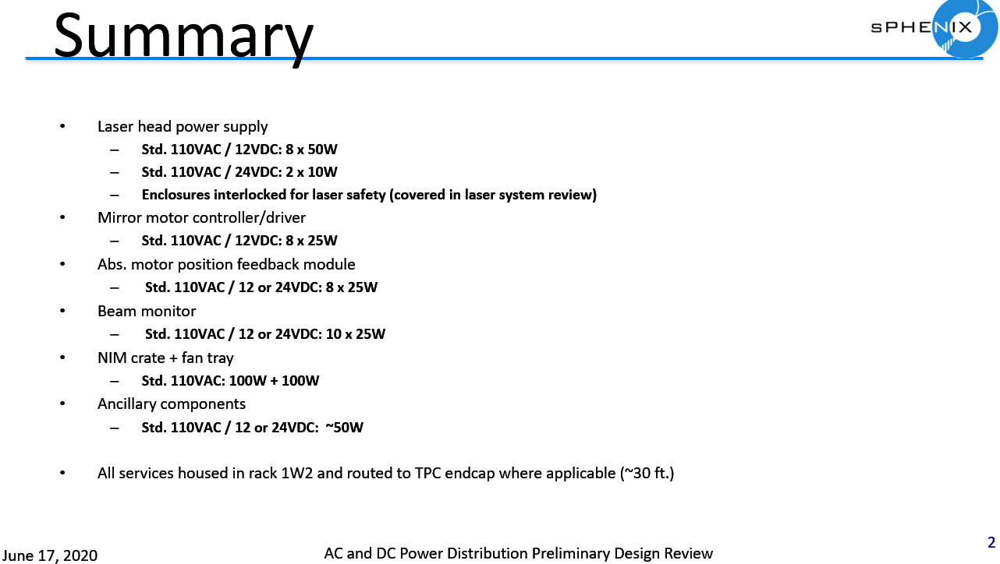 Summary
sPHENIX
• Laser head power supply
– Std. 110VAC / 12VDC: 8 x 50W
– Std. 110VAC / 24VDC: 2 x 10W
– Enclosures interlocked for laser safety (covered in laser system review)
• Mirror motor controller/driver
– Std. 110VAC / 12VDC: 8 x 25W
• Abs. motor position feedback module
– Std. 110VAC / 12 or 24VDC: 8 x 25W
• Beam monitor
– Std. 110VAC / 12 or 24VDC: 10 x 25W
• NIM crate + fan tray
– Std. 110VAC: 100W + 100W
• Ancillary components
– Std. 110VAC / 12 or 24VDC: ~50W
• All services housed in rack 1W2 and routed to TPC endcap where applicable (~30 ft.)
June 17, 2020
AC and DC Power Distribution Preliminary Design Review
2